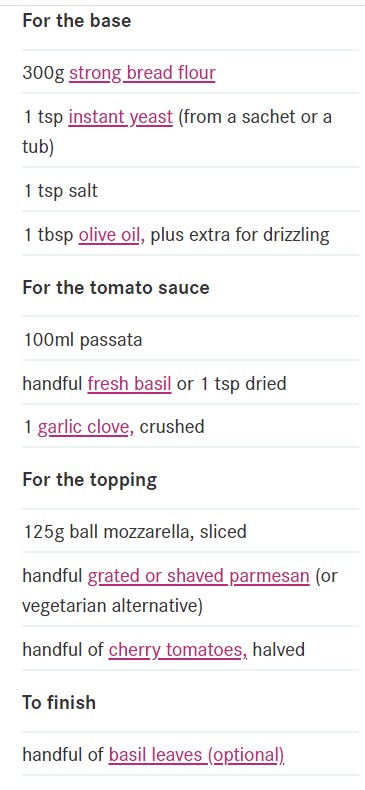 For the base
300g strong bread flour
1 tsp instant yeast (from a sachet or a
tub)
1 tsp salt
1 tbsp olive oil, plus extra for drizzling
For the tomato sauce
100ml passata
handful fresh basil or 1 tsp dried
1 garlic clove, crushed
For the topping
125g ball mozzarella, sliced
handful grated or shaved parmesan (or
vegetarian alternative)
handful of cherry tomatoes, halved
To finish
handful of basil leaves (optional)